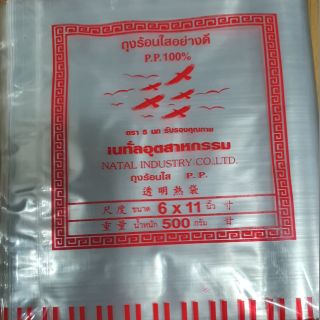 ถุงร้อนใสอย่างดี
P.P.100%
ตรา 5 นก รับรองคุณภาพ
เนทั่ลอุตสาหกรรม
NATAL INDUSTRY CO.,LTD.
ถุงร้อนใส P.P.
透明熱袋
尺度 ขนาด 6 x 11 นิ้ว 寸
重量 น้ำหนัก 500 กรัม 甘